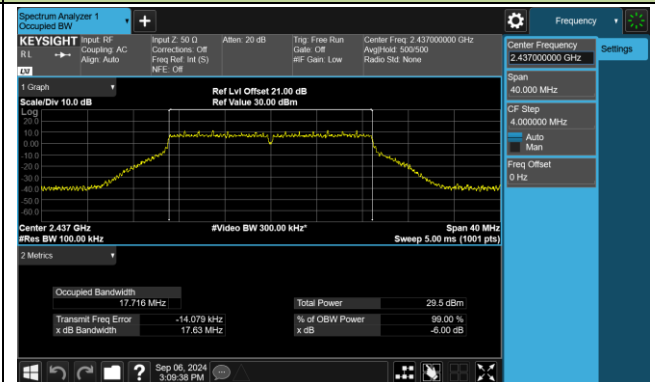 Spectrum Analyzer 1
Occupied BW
Frequency
KEYSIGHT Input: RF Input Z: 50 Ω Atten: 20 dB Trig: Free Run Center Freq: 2.437000000 GHz
RL Coupling: AC Corrections: Off Gate: Off Avg|Hold: 500/500
Align: Auto Freq Ref: Int (S) #IF Gain: Low Radio Std: None
NFE: Off
LXI
Center Frequency
2.437000000 GHz
Settings
Span
40.000 MHz
CF Step
4.000000 MHz
Auto
Man
Freq Offset
0 Hz
1 Graph
Ref Lvl Offset 21.00 dB
Scale/Div 10.0 dB Ref Value 30.00 dBm
Log
20.0
10.0
0.00
-10.0
-20.0
-30.0
-40.0
-50.0
-60.0
Center 2.437 GHz #Video BW 300.00 kHz* Span 40 MHz
#Res BW 100.00 kHz Sweep 5.00 ms (1001 pts)
2 Metrics
Occupied Bandwidth
17.716 MHz Total Power 29.5 dBm
Transmit Freq Error -14.079 kHz % of OBW Power 99.00 %
x dB Bandwidth 17.63 MHz x dB -6.00 dB
Sep 06, 2024
3:09:38 PM